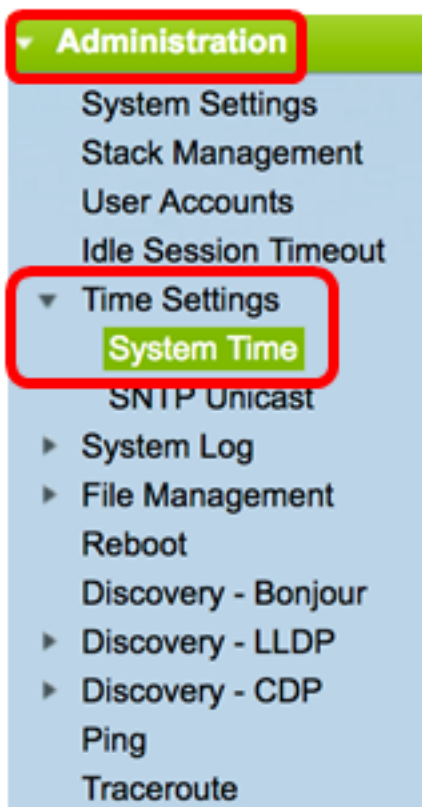 Administration
System Settings
Stack Management
User Accounts
Idle Session Timeout
Time Settings
System Time
SNTP Unicast
System Log
File Management
Reboot
Discovery - Bonjour
Discovery - LLDP
Discovery - CDP
Ping
Traceroute